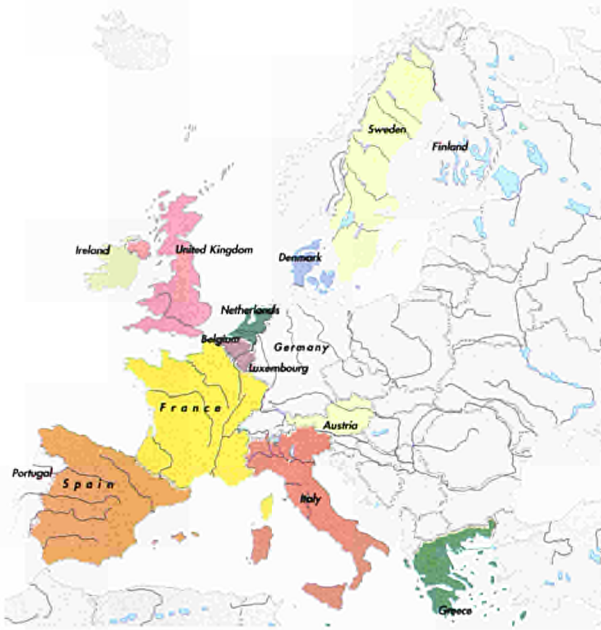 Sweden
Finland
Ireland
United Kingdom
Denmark
Netherlands
Belgium
Germany
Luxembourg
France
Austria
Portugal
Spain
Italy
Greece